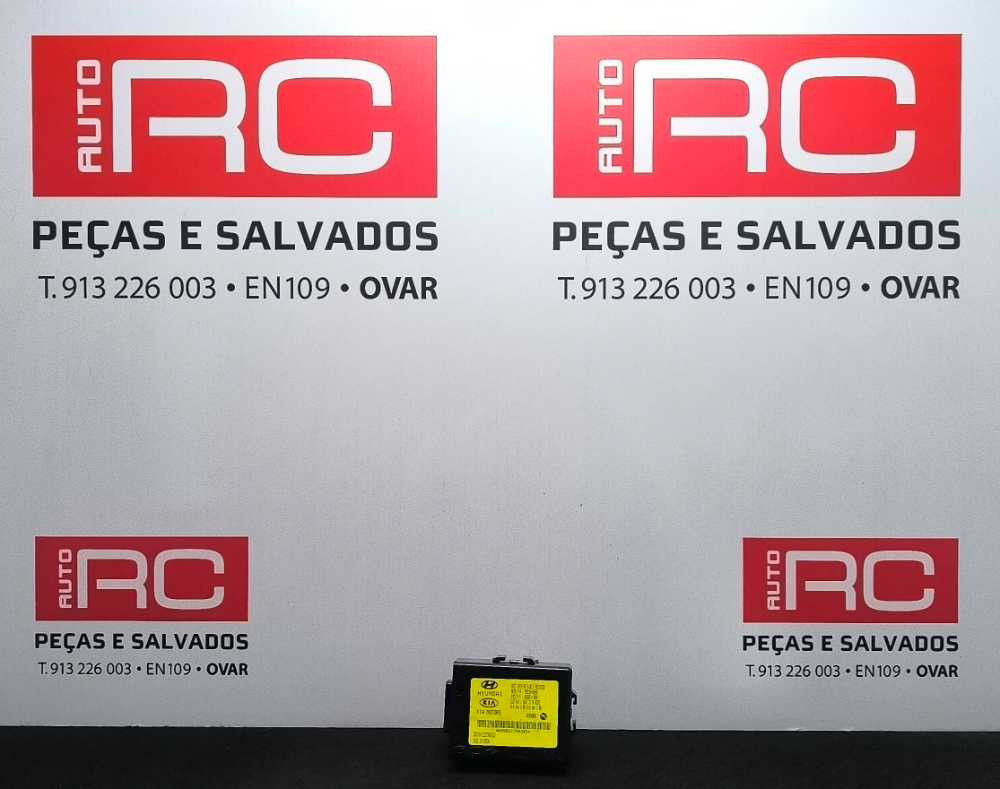 AUTO RC
PEÇAS E SALVADOS
T. 913 226 003 • EN109 • OVAR
AUTO RC
PEÇAS E SALVADOS
T. 913 226 003 • EN109 • OVAR
AUTO RC
PEÇAS E SALVADOS
T. 913 226 003 • EN109 • OVAR
AUTO RC
PEÇAS E SALVADOS
T. 913 226 003 • EN109 • OVAR
HYUNDAI
KIA
KIA MOTORS